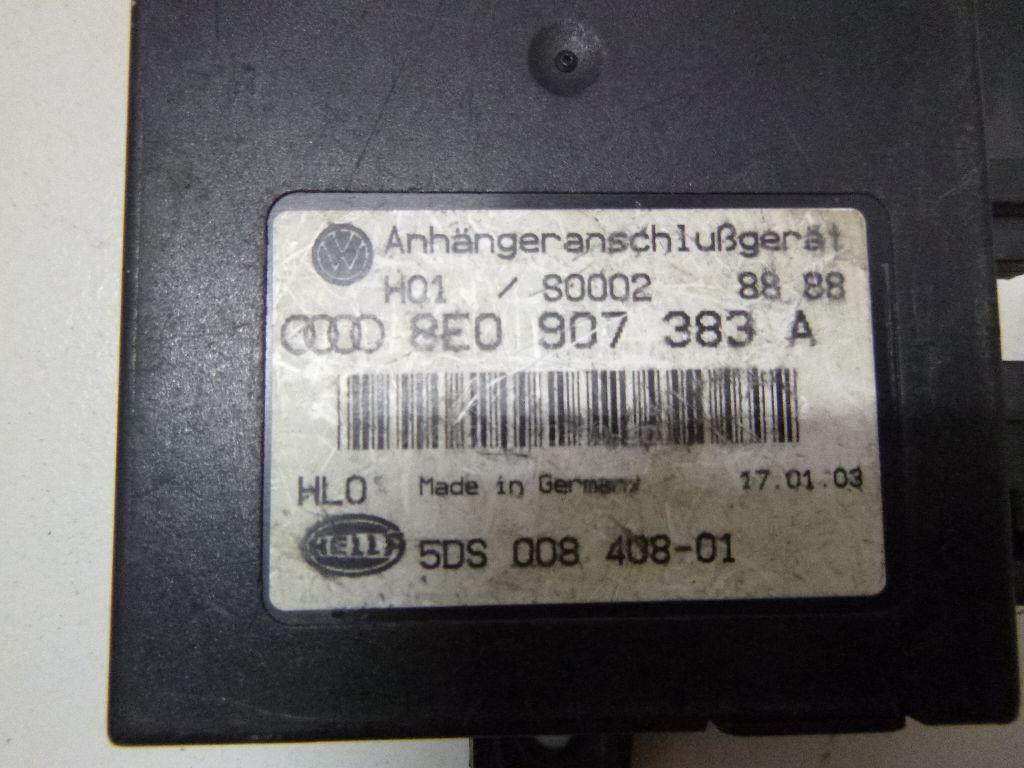 Anhängeranschlußgerät
H01 / S0002 88 88
8E0 907 383 A
HLO Made in Germany 17.01.03
HELLA 5DS 008 408-01